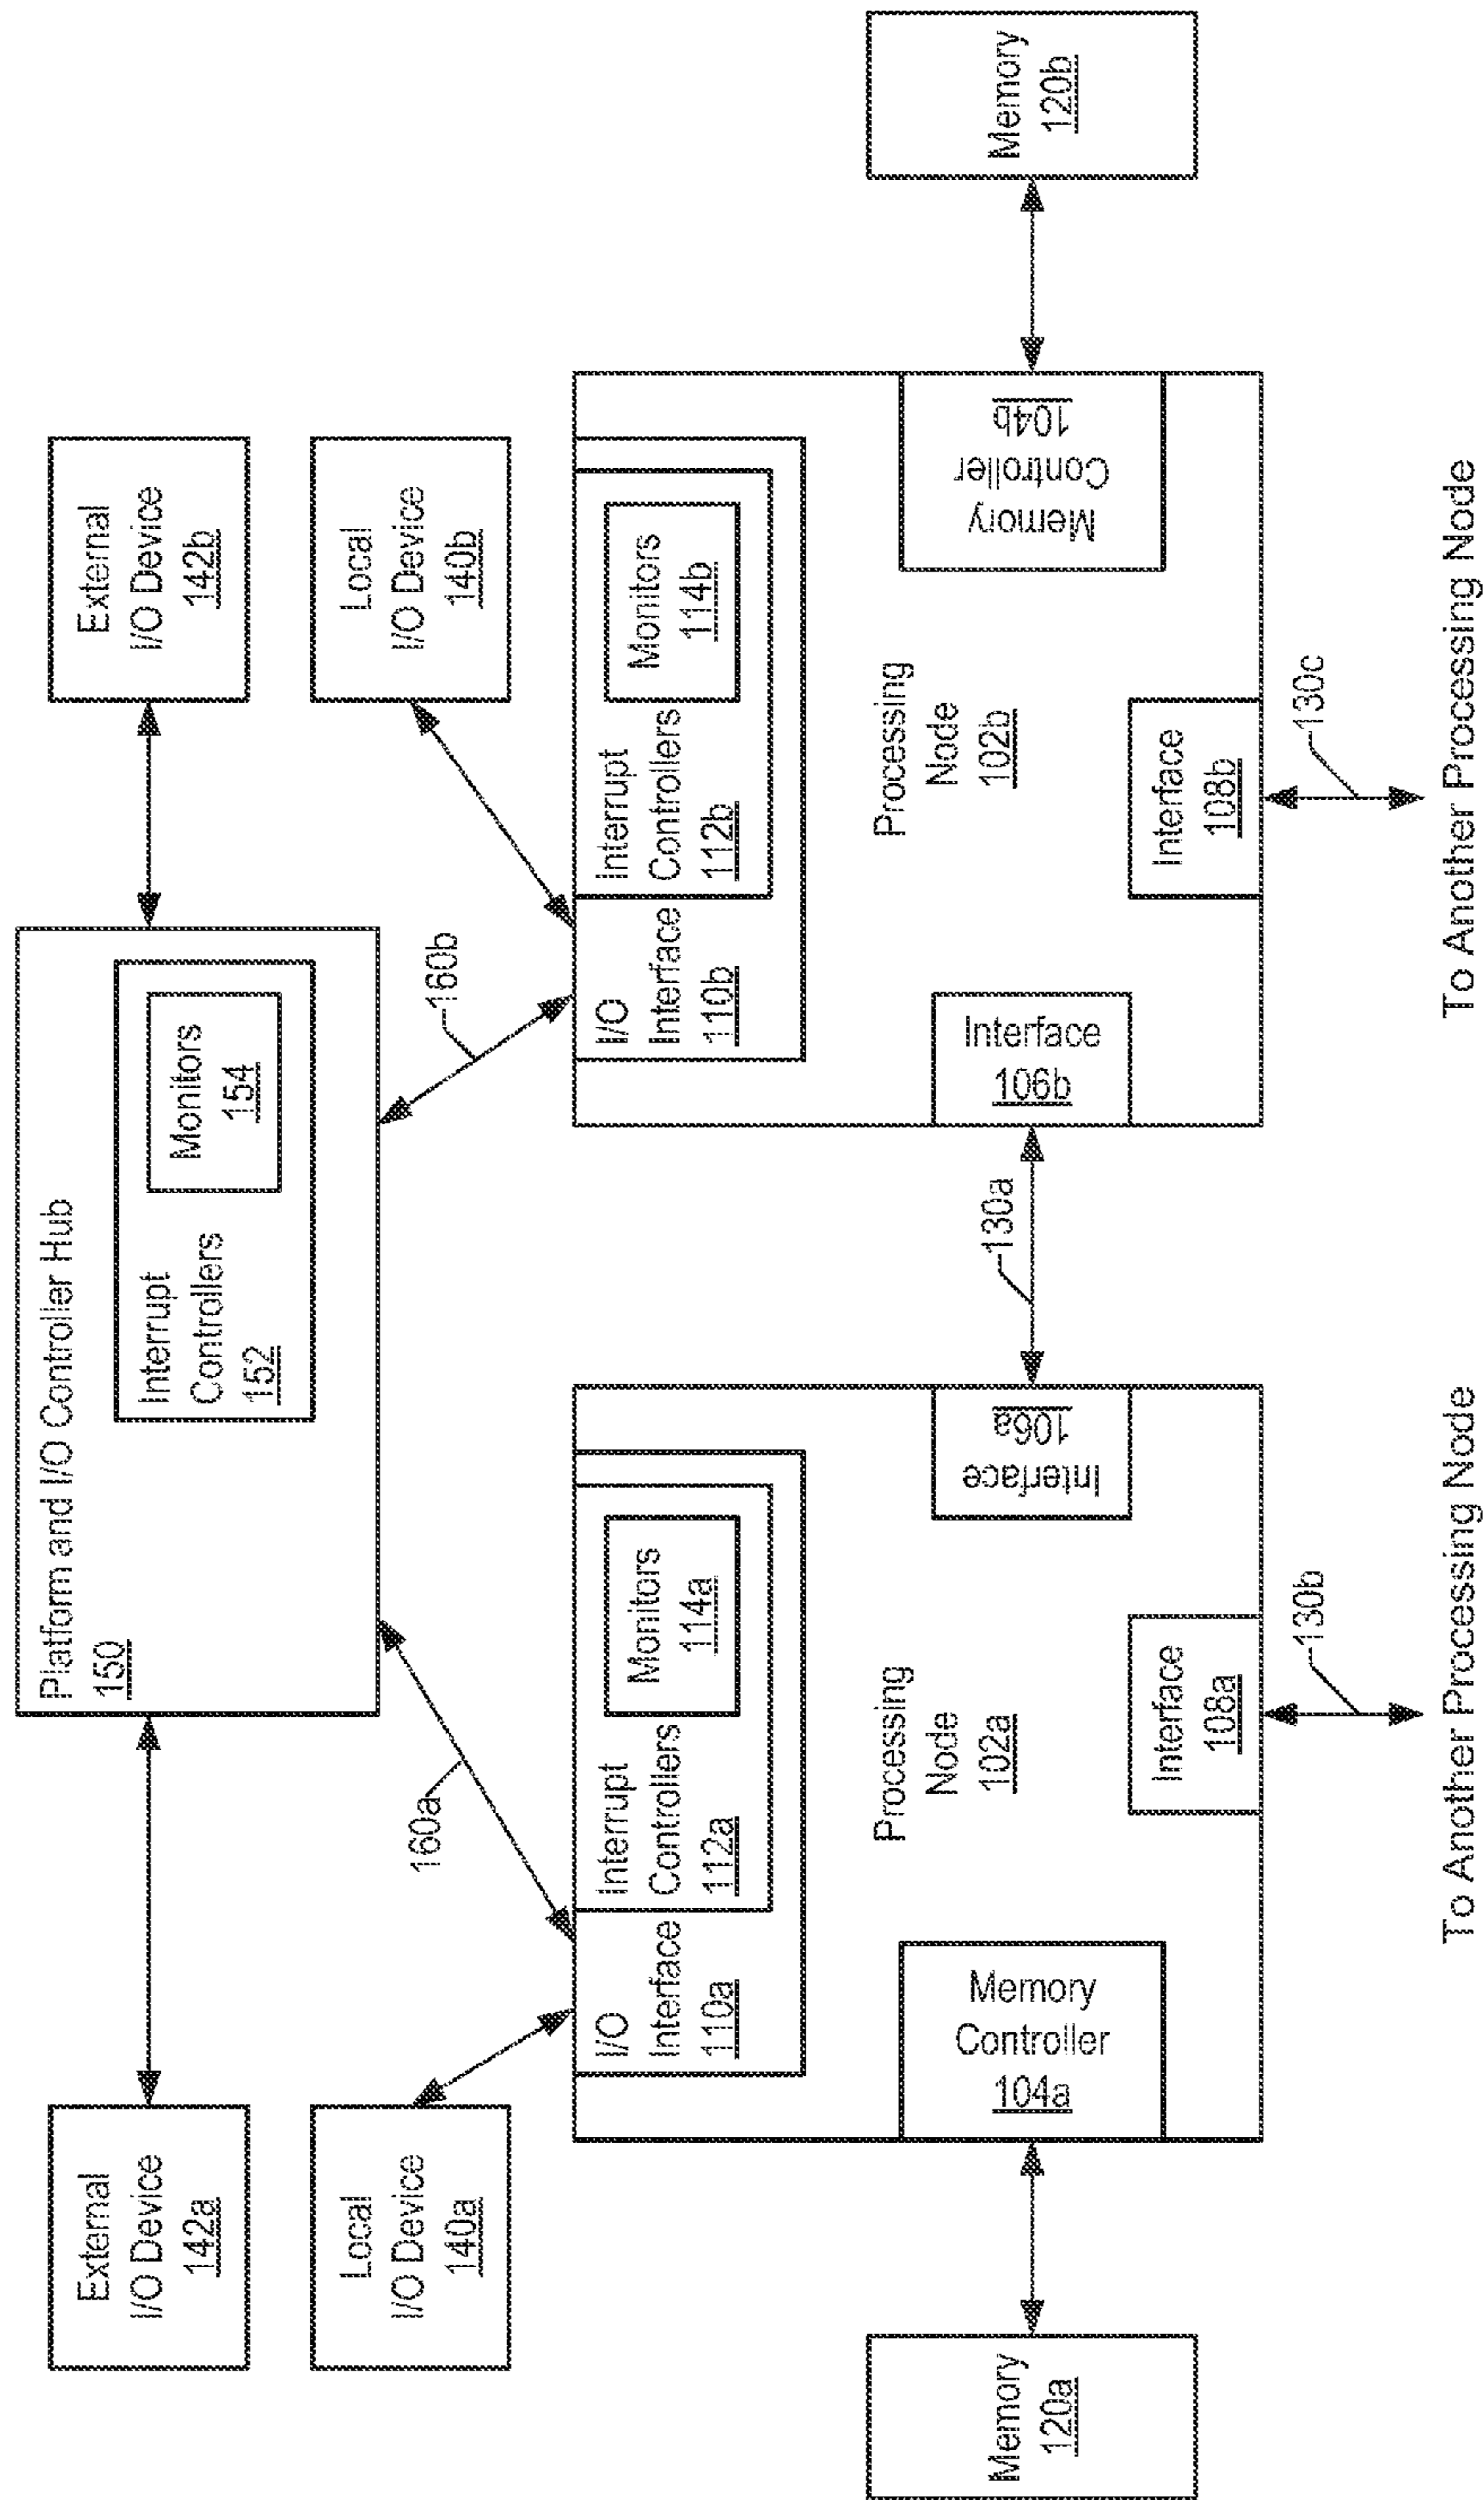 External
I/O Device
142a
Platform and I/O Controller Hub
150
Interrupt
Controllers
152
Monitors
154
External
I/O Device
142b
Local
I/O Device
140a
160a
160b
Local
I/O Device
140b
I/O
Interface
110a
Interrupt
Controllers
112a
Monitors
114a
I/O
Interface
110b
Interrupt
Controllers
112b
Monitors
114b
Processing
Node
102a
Processing
Node
102b
Memory
120a
Memory
Controller
104a
Interface
106a
130a
Interface
106b
Memory
Controller
104b
Memory
120b
Interface
108a
Interface
108b
130b
130c
To Another Processing Node
To Another Processing Node